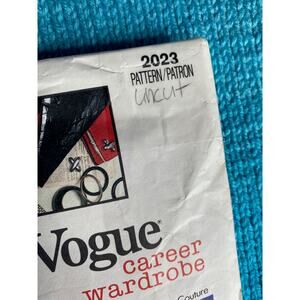 2023
PATTERN/PATRON
uncut
Vogue®
career
wardrobe
Couture